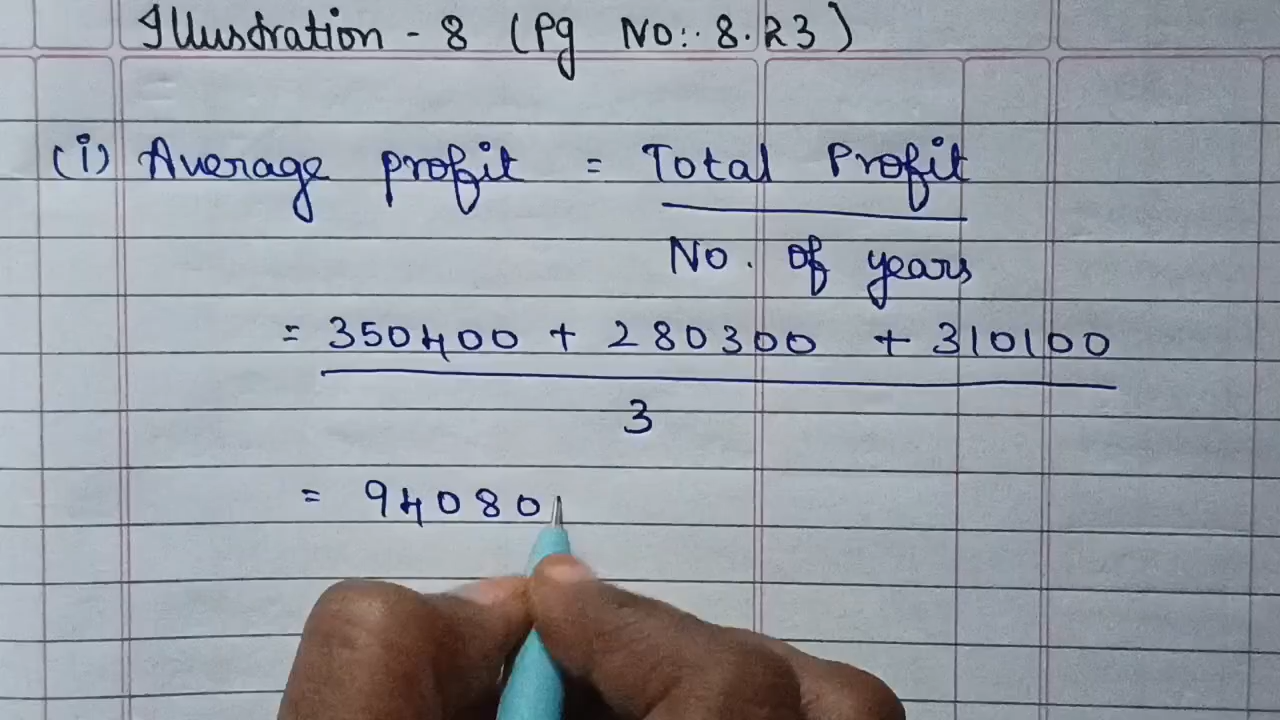 Illustration - 8 (Pg No:- 8.23)
(i) Average profit = Total Profit
No. of years
= 350400 + 280300 + 310100
3
= 94080